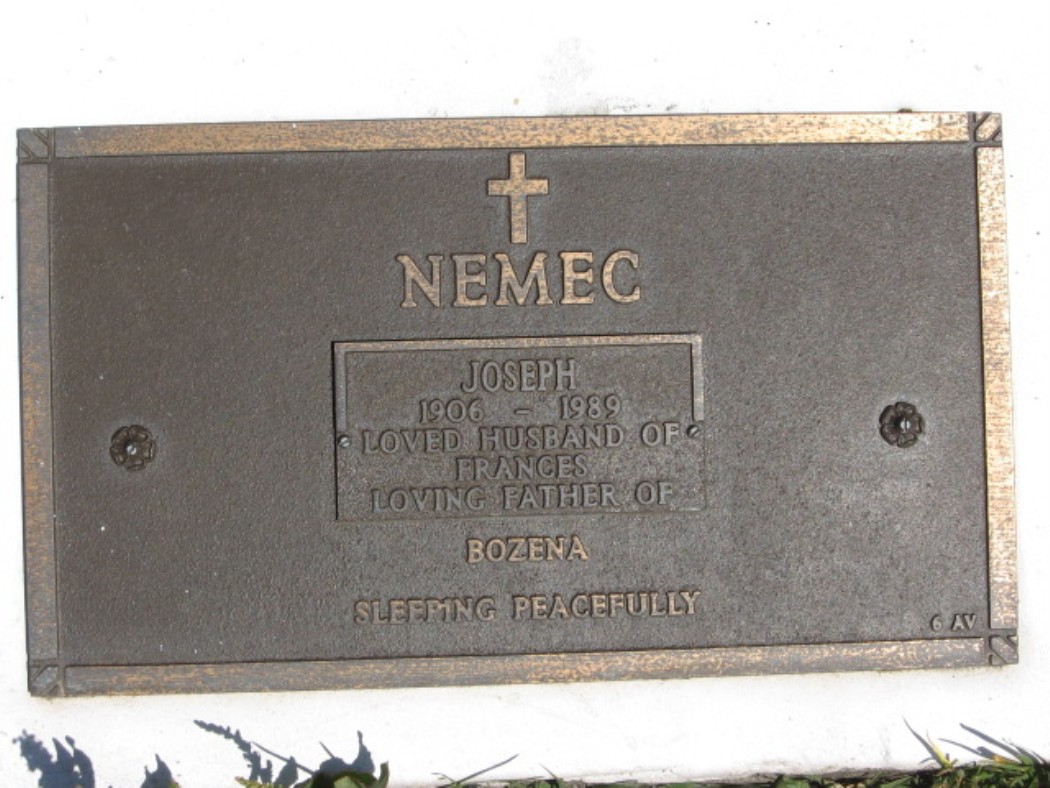 NEMEC
JOSEPH
1906 - 1989
LOVED HUSBAND OF
FRANCES
LOVING FATHER OF
BOZENA
SLEEPING PEACEFULLY
6 AV